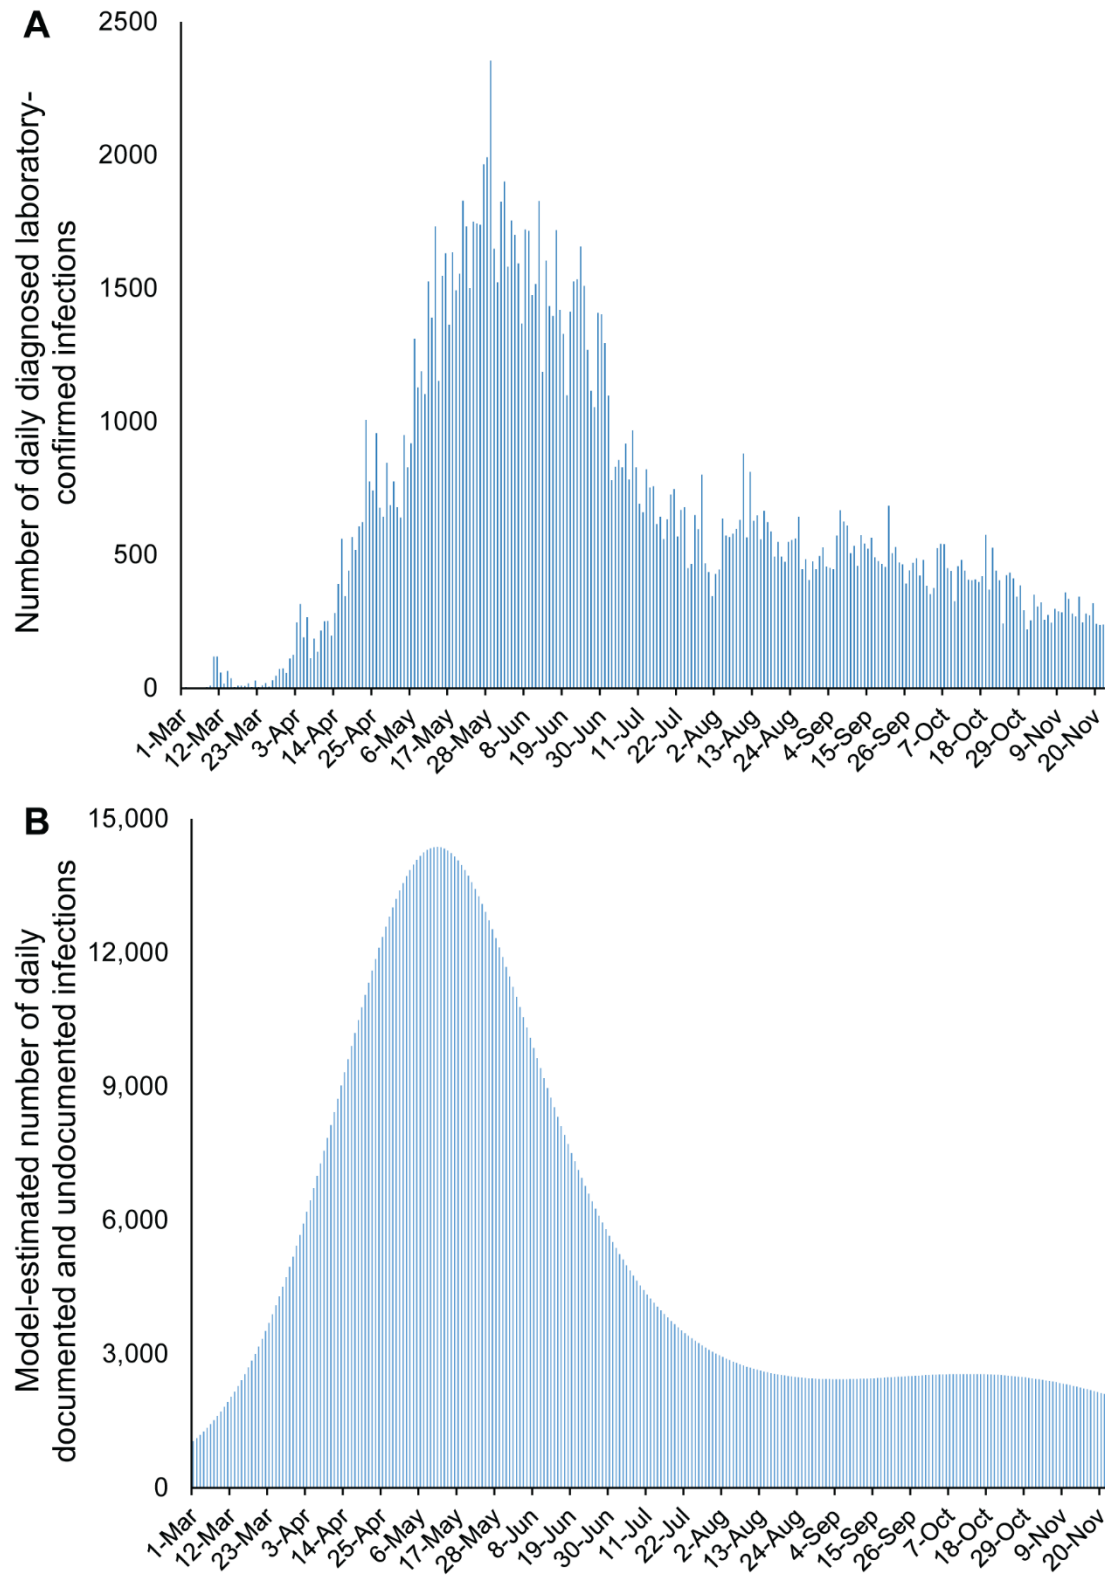 A
Number of daily diagnosed laboratory-
confirmed infections
2500
2000
1500
1000
500
0
1-Mar
12-Mar
23-Mar
3-Apr
14-Apr
25-Apr
6-May
17-May
28-May
8-Jun
19-Jun
30-Jun
11-Jul
22-Jul
2-Aug
13-Aug
24-Aug
4-Sep
15-Sep
26-Sep
7-Oct
18-Oct
29-Oct
9-Nov
20-Nov
B
Model-estimated number of daily
documented and undocumented infections
15,000
12,000
9,000
6,000
3,000
0
1-Mar
12-Mar
23-Mar
3-Apr
14-Apr
25-Apr
6-May
17-May
28-May
8-Jun
19-Jun
30-Jun
11-Jul
22-Jul
2-Aug
13-Aug
24-Aug
4-Sep
15-Sep
26-Sep
7-Oct
18-Oct
29-Oct
9-Nov
20-Nov